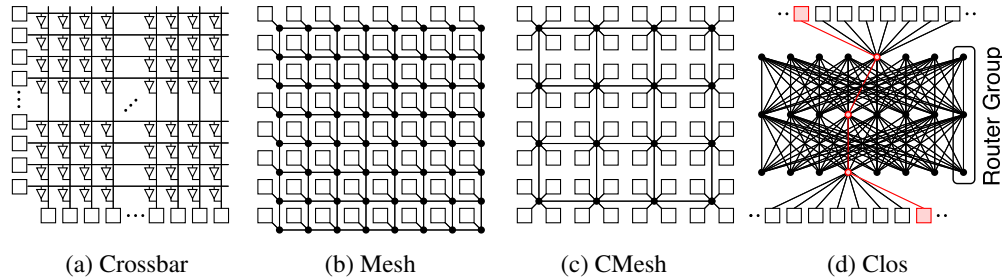 Router Group
(a) Crossbar
(b) Mesh
(c) CMesh
(d) Clos